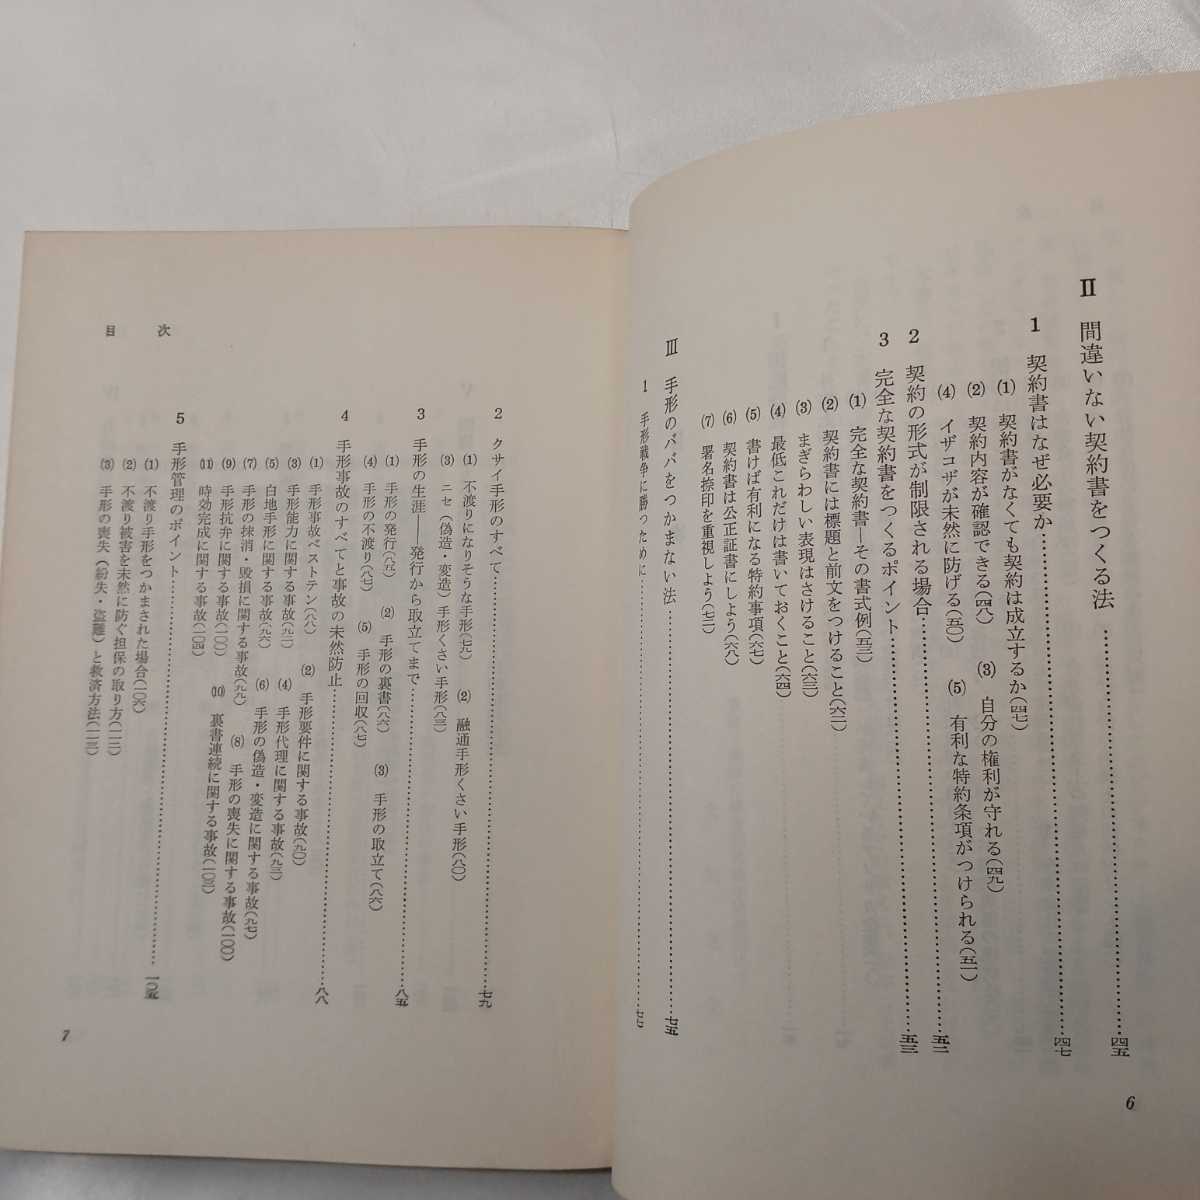 II 間違いない契約書をつくる法……四五
1 契約書はなぜ必要か……四七
(1) 契約書がなくても契約は成立するか(四七)
(2) 契約内容が確認できる(四八) (3) 自分の権利が守れる(四九)
(4) イザコザが未然に防げる(五〇) (5) 有利な特約条項がつけられる(五一)
2 契約の形式が制限される場合……五二
3 完全な契約書をつくるポイント……五三
(1) 完全な契約書―その書式例(五三)
(2) 契約書には標題と前文をつけること(六二)
(3) まぎらわしい表現はさけること(六三)
(4) 最低これだけは書いておくこと(六四)
(5) 書けば有利になる特約事項(六七)
(6) 契約書は公正証書にしよう(六八)
(7) 署名捺印を重視しよう(七二)
III 手形のババをつかまない法……七五
1 手形戦争に勝つために……七七
6
2 クサイ手形のすべて……七九
(1) 不渡りになりそうな手形(七九) (2) 融通手形くさい手形(八〇)
(3) ニセ(偽造・変造)手形くさい手形(八三)
3 手形の生涯――発行から取立てまで……八五
(1) 手形の発行(八五) (2) 手形の裏書(八六) (3) 手形の取立て(八六)
(4) 手形の不渡り(八七) (5) 手形の回収(八七)
4 手形事故のすべてと事故の未然防止……八八
(1) 手形事故ベストテン(八八) (2) 手形要件に関する事故(九〇)
(3) 手形能力に関する事故(九二) (4) 手形代理に関する事故(九三)
(5) 白地手形に関する事故(九六) (6) 手形の偽造・変造に関する事故(九七)
(7) 手形の抹消・毀損に関する事故(九九) (8) 手形の喪失に関する事故(一〇〇)
(9) 手形抗弁に関する事故(一〇〇) (10) 裏書連続に関する事故(一〇三)
(11) 時効完成に関する事故(一〇四)
5 手形管理のポイント……一〇五
(1) 不渡り手形をつかまされた場合(一〇六)
(2) 不渡り被害を未然に防ぐ担保の取り方(一一二)
(3) 手形の喪失(紛失・盗難)と救済方法(一一三)
目 次
7